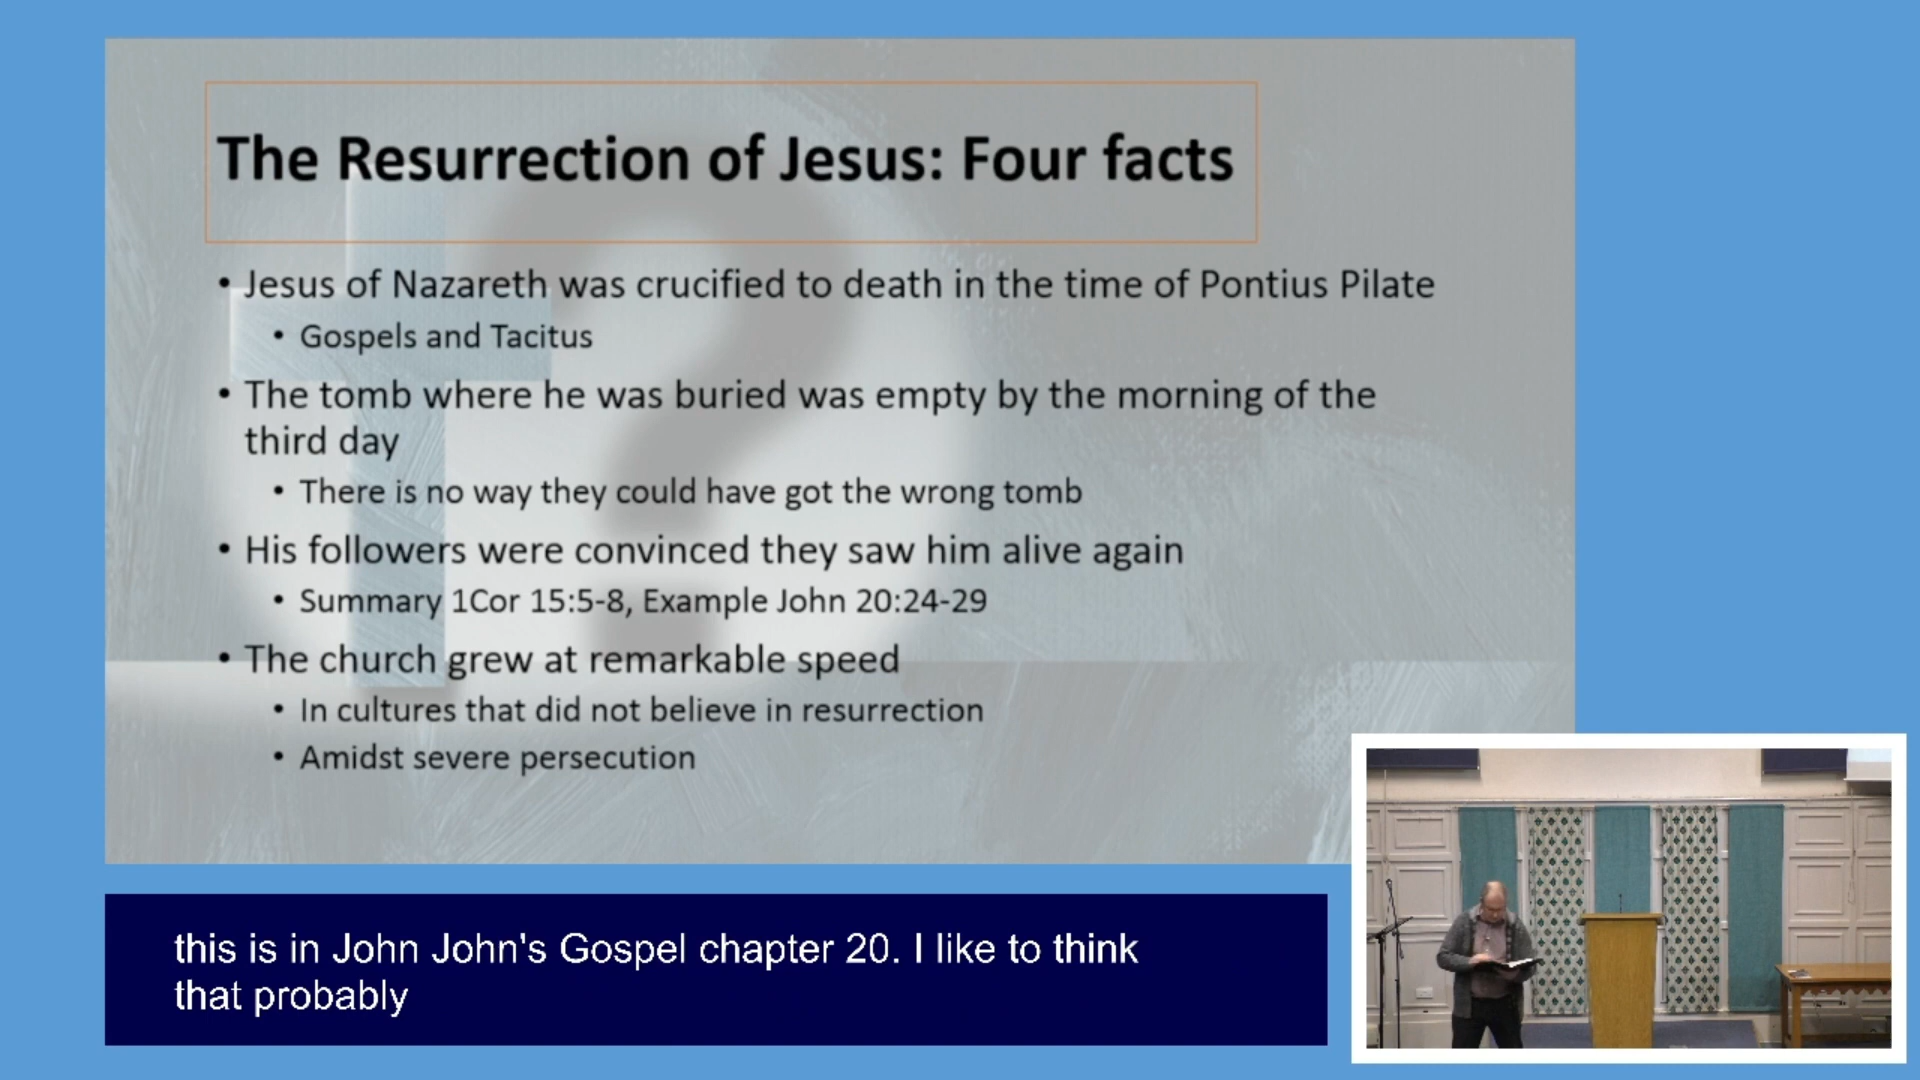 The Resurrection of Jesus: Four facts
• Jesus of Nazareth was crucified to death in the time of Pontius Pilate
• Gospels and Tacitus
• The tomb where he was buried was empty by the morning of the
third day
• There is no way they could have got the wrong tomb
• His followers were convinced they saw him alive again
• Summary 1Cor 15:5-8, Example John 20:24-29
• The church grew at remarkable speed
• In cultures that did not believe in resurrection
• Amidst severe persecution
this is in John John's Gospel chapter 20. I like to think
that probably